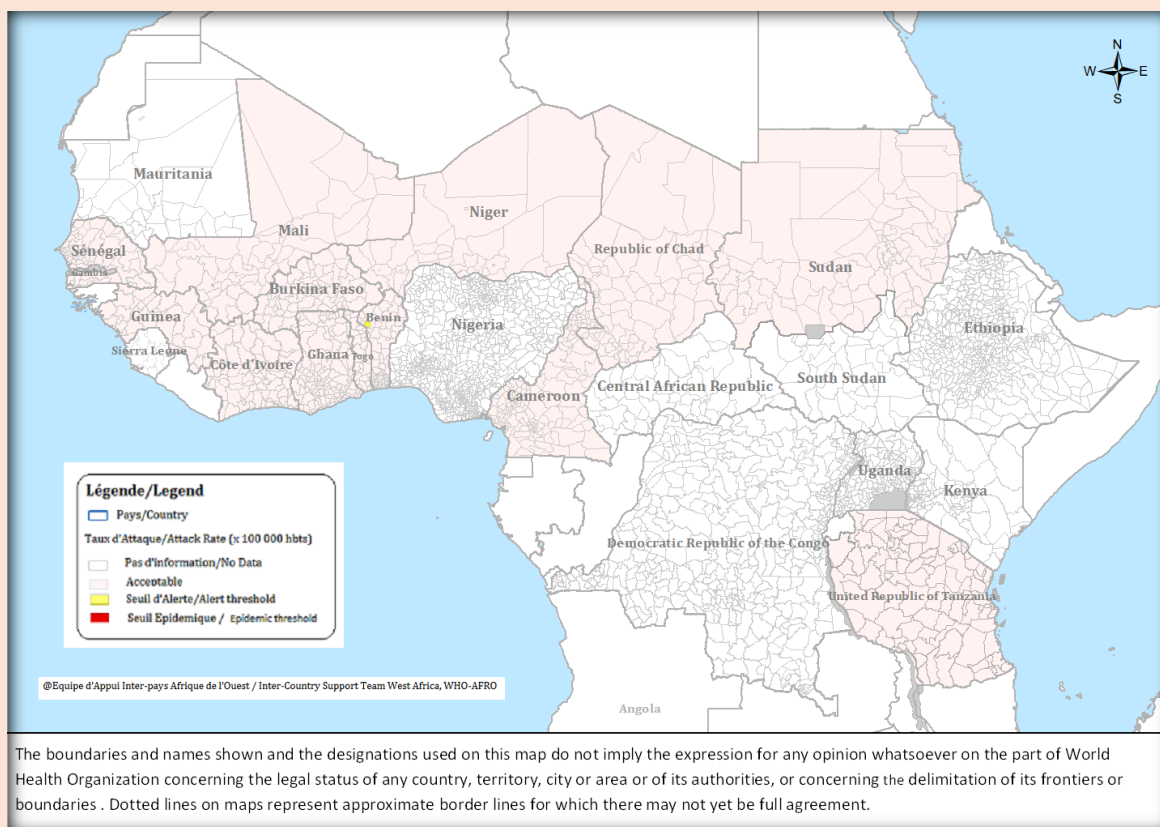 N
W E
S
Mauritania
Mali
Niger
Republic of Chad
Sudan
Sénégal
Gambia
Burkina Faso
Guinea
Benin
Nigeria
Ethiopia
Sierra Leone
Côte d'Ivoire
Ghana
Togo
Cameroon
Central African Republic
South Sudan
Uganda
Kenya
Democratic Republic of the Congo
United Republic of Tanzania
Angola
Légende/Legend
Pays/Country
Taux d'Attaque/Attack Rate (x 100 000 hbts)
Pas d'information/No Data
Acceptable
Seuil d'Alerte/Alert threshold
Seuil Epidemique / Epidemic threshold
@Equipe d'Appui Inter-pays Afrique de l'Ouest / Inter-Country Support Team West Africa, WHO-AFRO
The boundaries and names shown and the designations used on this map do not imply the expression for any opinion whatsoever on the part of World
Health Organization concerning the legal status of any country, territory, city or area or of its authorities, or concerning the delimitation of its frontiers or
boundaries . Dotted lines on maps represent approximate border lines for which there may not yet be full agreement.